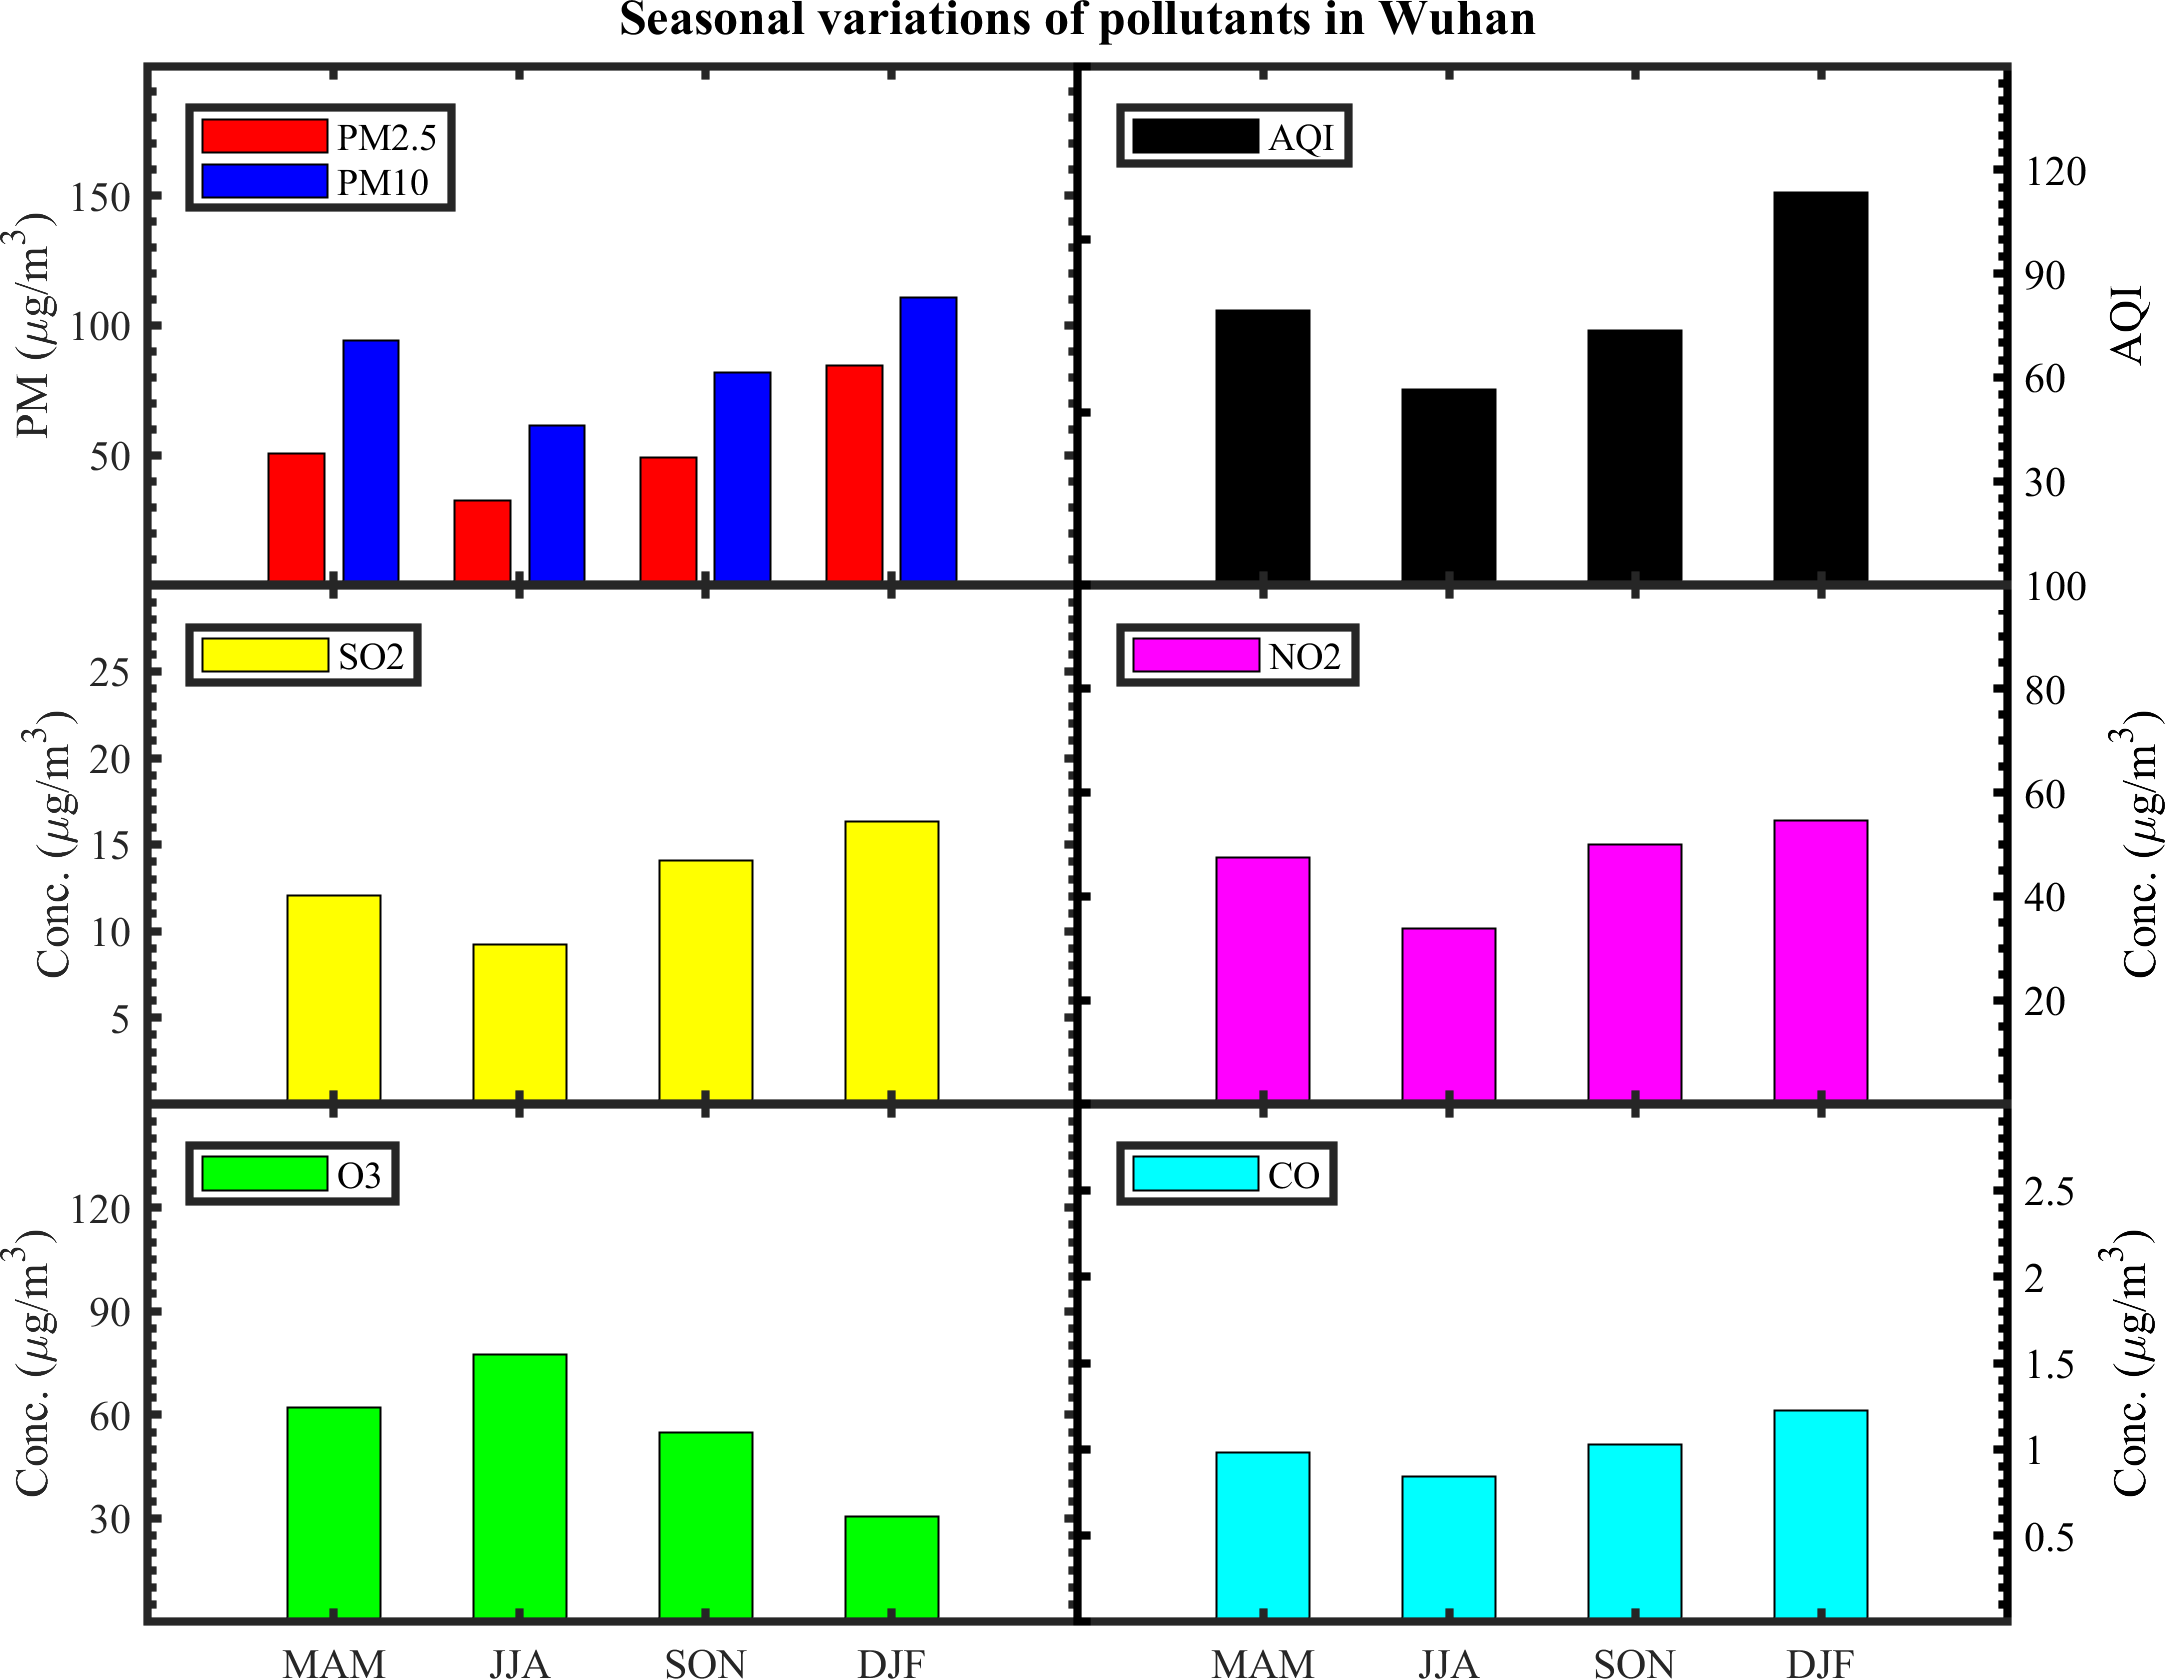 Seasonal variations of pollutants in Wuhan
PM2.5
PM10
PM (μg/m³)
150
100
50
AQI
AQI
120
90
60
30
SO2
Conc. (μg/m³)
25
20
15
10
5
NO2
Conc. (μg/m³)
100
80
60
40
20
O3
Conc. (μg/m³)
120
90
60
30
CO
Conc. (μg/m³)
2.5
2
1.5
1
0.5
MAM JJA SON DJF
MAM JJA SON DJF